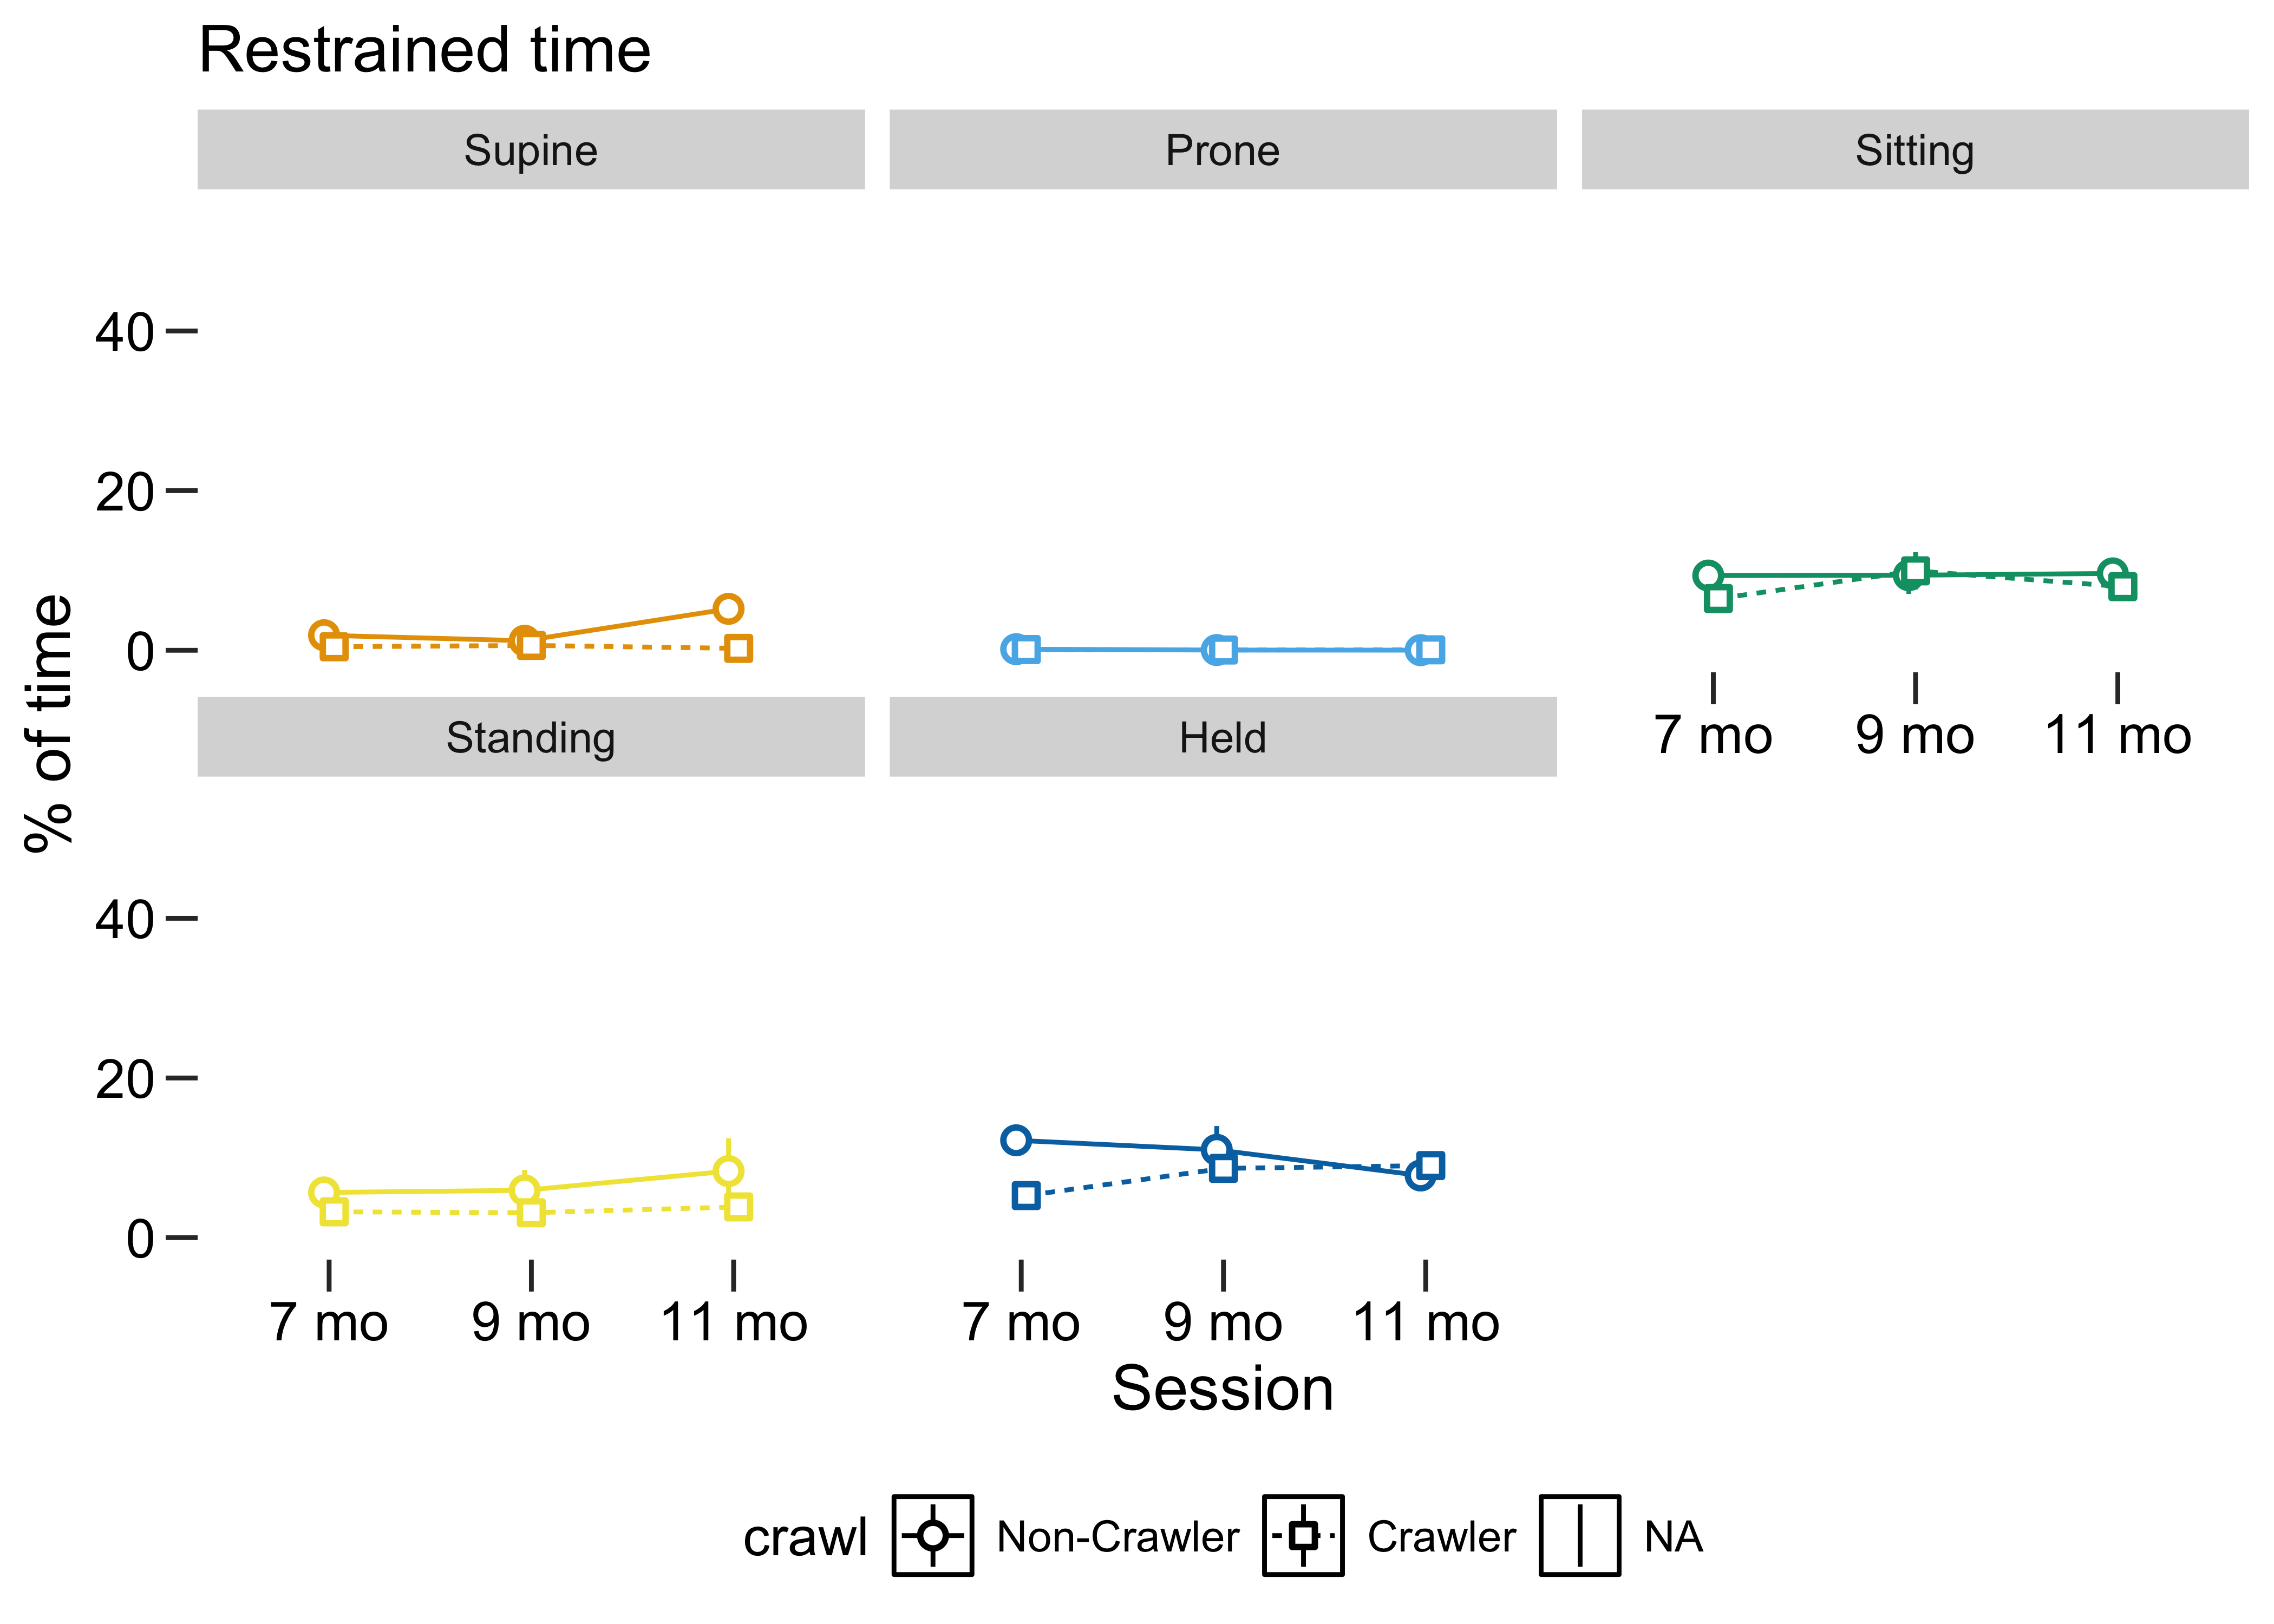 Restrained time
Supine
Prone
Sitting
40
20
0
7 mo 9 mo 11 mo
Standing
Held
% of time
40
20
0
7 mo 9 mo 11 mo
7 mo 9 mo 11 mo
Session
crawl Non-Crawler Crawler NA